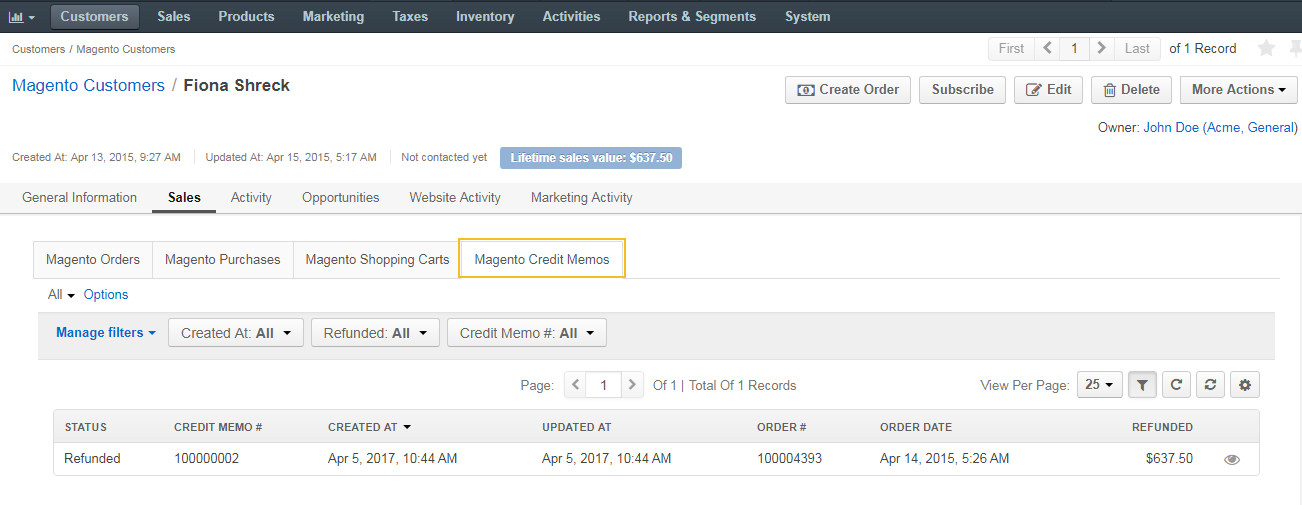 Customers Sales Products Marketing Taxes Inventory Activities Reports & Segments System
Customers / Magento Customers First 1 Last of 1 Record
Magento Customers / Fiona Shreck Create Order Subscribe Edit Delete More Actions
Owner: John Doe (Acme, General)
Created At: Apr 13, 2015, 9:27 AM Updated At: Apr 15, 2015, 5:17 AM Not contacted yet Lifetime sales value: $637.50
General Information Sales Activity Opportunities Website Activity Marketing Activity
Magento Orders Magento Purchases Magento Shopping Carts Magento Credit Memos
All Options
Manage filters Created At: All Refunded: All Credit Memo #: All
Page: 1 Of 1 | Total Of 1 Records View Per Page: 25
STATUS CREDIT MEMO # CREATED AT UPDATED AT ORDER # ORDER DATE REFUNDED
Refunded 100000002 Apr 5, 2017, 10:44 AM Apr 5, 2017, 10:44 AM 100004393 Apr 14, 2015, 5:26 AM $637.50